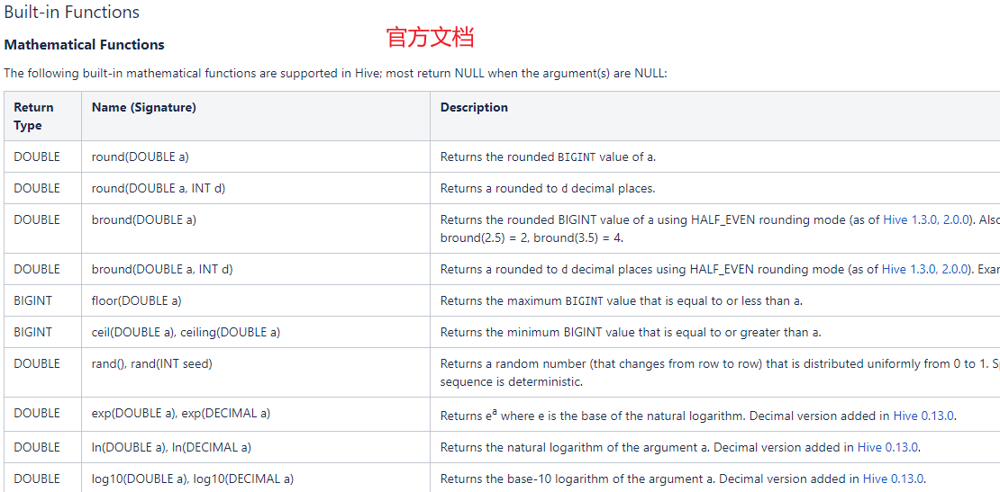 Built-in Functions
官方文档
Mathematical Functions
The following built-in mathematical functions are supported in Hive; most return NULL when the argument(s) are NULL:
Return Type Name (Signature) Description
DOUBLE round(DOUBLE a) Returns the rounded BIGINT value of a.
DOUBLE round(DOUBLE a, INT d) Returns a rounded to d decimal places.
DOUBLE bround(DOUBLE a) Returns the rounded BIGINT value of a using HALF_EVEN rounding mode (as of Hive 1.3.0, 2.0.0).
bround(2.5) = 2, bround(3.5) = 4.
DOUBLE bround(DOUBLE a, INT d) Returns a rounded to d decimal places using HALF_EVEN rounding mode (as of Hive 1.3.0, 2.0.0).
BIGINT floor(DOUBLE a) Returns the maximum BIGINT value that is equal to or less than a.
BIGINT ceil(DOUBLE a), ceiling(DOUBLE a) Returns the minimum BIGINT value that is equal to or greater than a.
DOUBLE rand(), rand(INT seed) Returns a random number (that changes from row to row) that is distributed uniformly from 0 to 1.
sequence is deterministic.
DOUBLE exp(DOUBLE a), exp(DECIMAL a) Returns eᵃ where e is the base of the natural logarithm. Decimal version added in Hive 0.13.0.
DOUBLE ln(DOUBLE a), ln(DECIMAL a) Returns the natural logarithm of the argument a. Decimal version added in Hive 0.13.0.
DOUBLE log10(DOUBLE a), log10(DECIMAL a) Returns the base-10 logarithm of the argument a. Decimal version added in Hive 0.13.0.